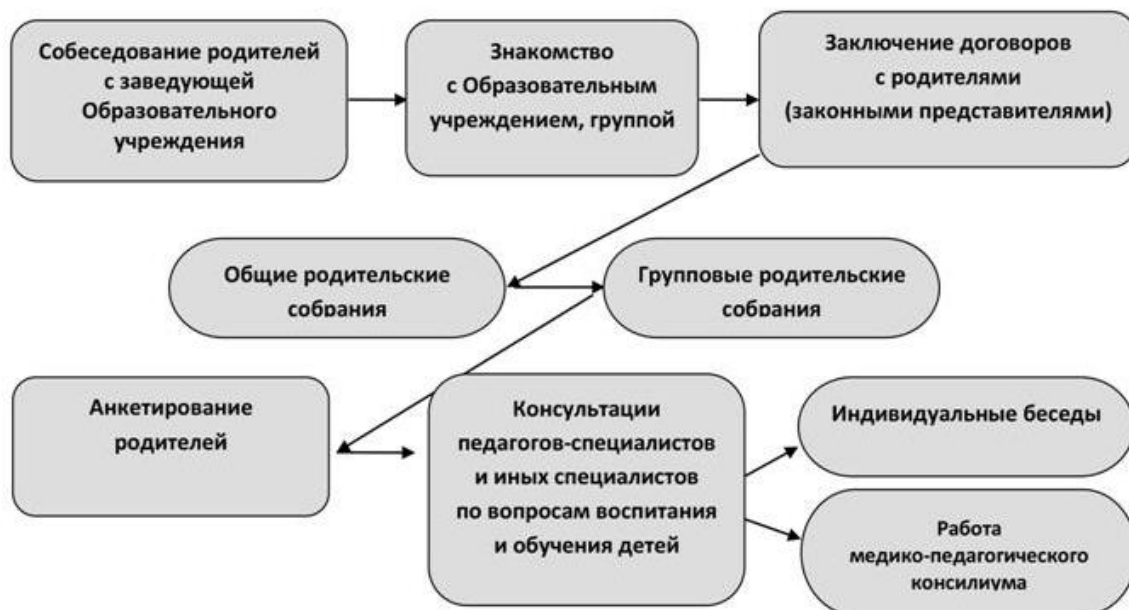 Собеседование родителей
с заведующей
Образовательного
учреждения
Знакомство
с Образовательным
учреждением, группой
Заключение договоров
с родителями
(законными представителями)
Общие родительские
собрания
Групповые родительские
собрания
Анкетирование
родителей
Консультации
педагогов-специалистов
и иных специалистов
по вопросам воспитания
и обучения детей
Индивидуальные беседы
Работа
медико-педагогического
консилиума